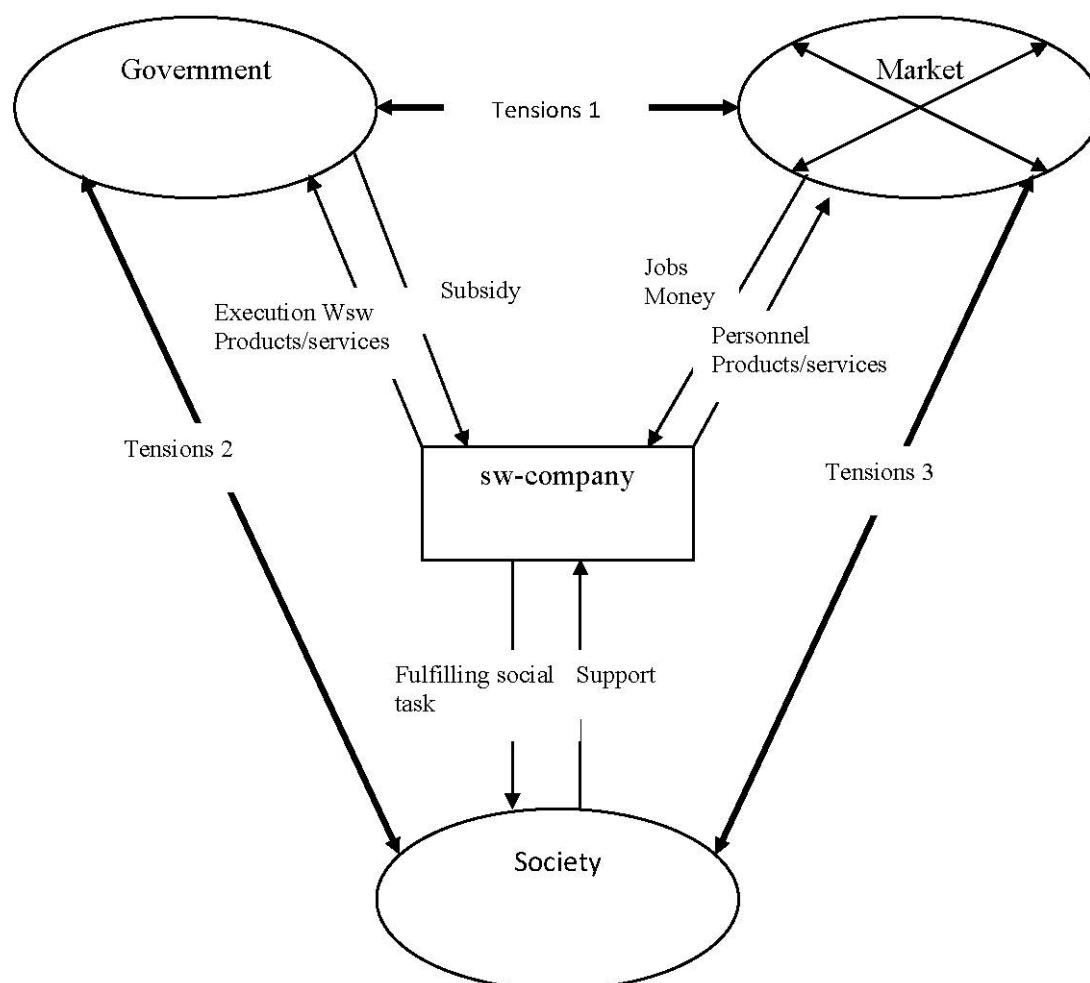 Government
Market
Tensions 1
Subsidy
Jobs
Money
Execution Wsw
Products/services
Personnel
Products/services
Tensions 2
sw-company
Tensions 3
Fulfilling social
task
Support
Society